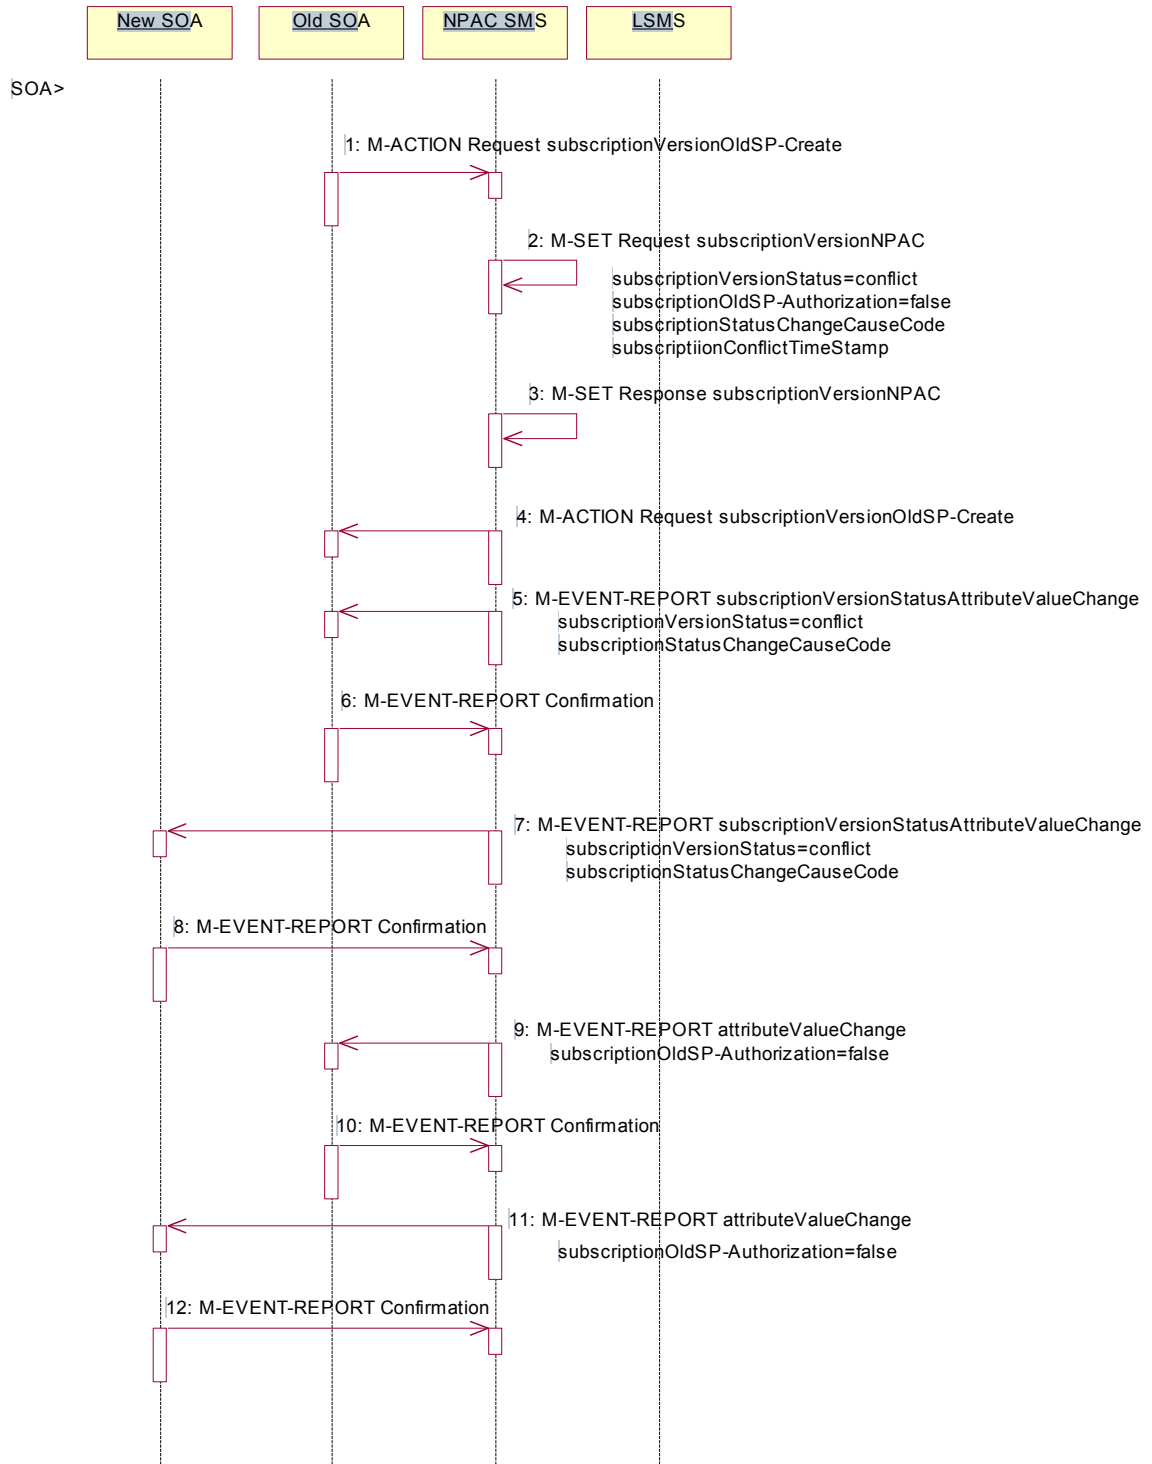 New SOA Old SOA NPAC SMS LSMS
SOA>
1: M-ACTION Request subscriptionVersionOldSP-Create
2: M-SET Request subscriptionVersionNPAC
subscriptionVersionStatus=conflict
subscriptionOldSP-Authorization=false
subscriptionStatusChangeCauseCode
subscriptiionConflictTimeStamp
3: M-SET Response subscriptionVersionNPAC
4: M-ACTION Request subscriptionVersionOldSP-Create
5: M-EVENT-REPORT subscriptionVersionStatusAttributeValueChange
subscriptionVersionStatus=conflict
subscriptionStatusChangeCauseCode
6: M-EVENT-REPORT Confirmation
7: M-EVENT-REPORT subscriptionVersionStatusAttributeValueChange
subscriptionVersionStatus=conflict
subscriptionStatusChangeCauseCode
8: M-EVENT-REPORT Confirmation
9: M-EVENT-REPORT attributeValueChange
subscriptionOldSP-Authorization=false
10: M-EVENT-REPORT Confirmation
11: M-EVENT-REPORT attributeValueChange
subscriptionOldSP-Authorization=false
12: M-EVENT-REPORT Confirmation